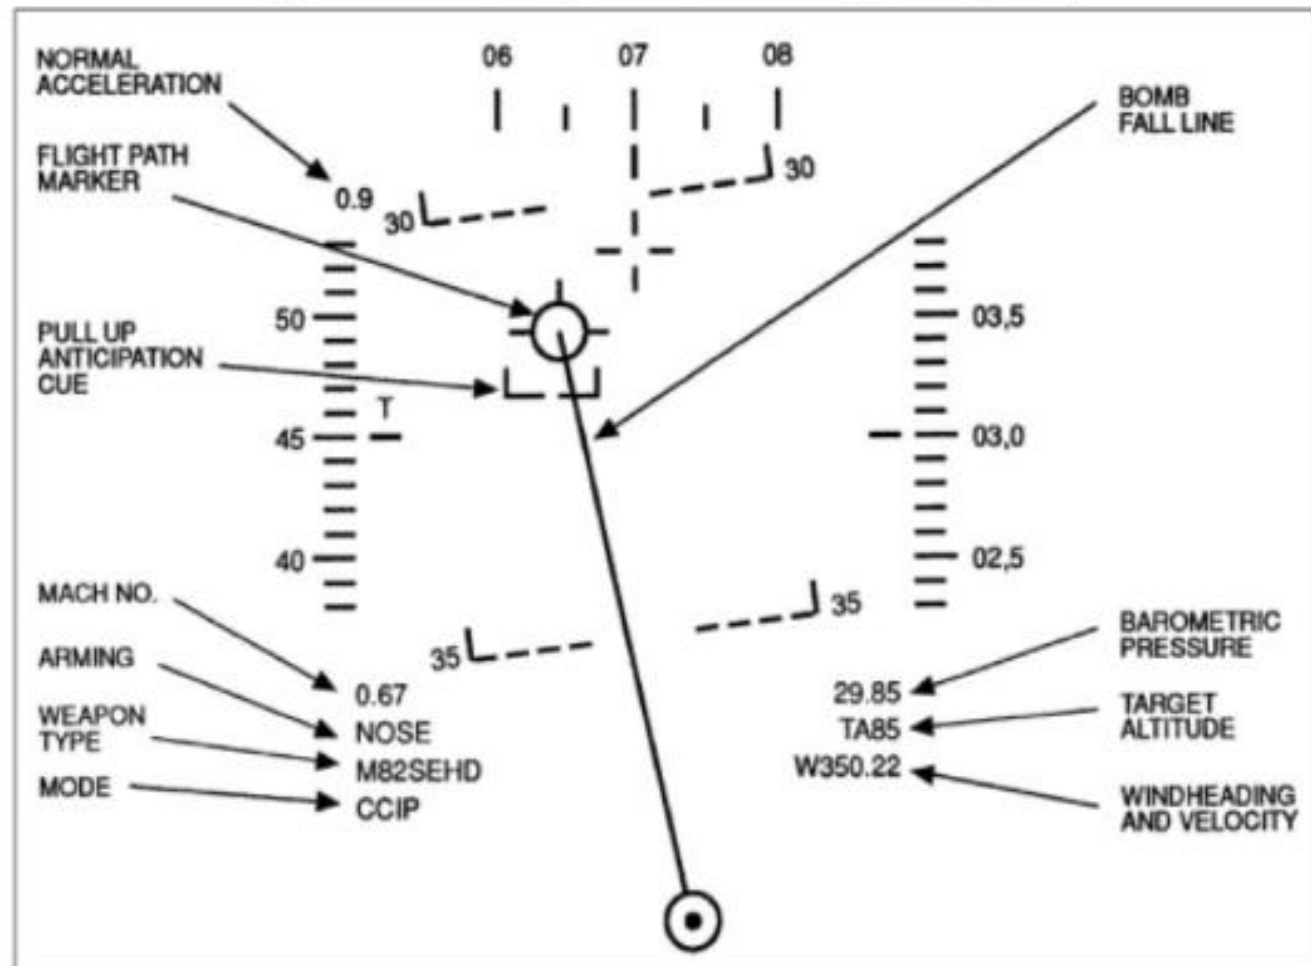 06 07 08
NORMAL
ACCELERATION
BOMB
FALL LINE
FLIGHT PATH
MARKER
0.9
30
30
PULL UP
ANTICIPATION
CUE
50
T
45
40
03,5
03,0
02,5
35
35
MACH NO.
ARMING
WEAPON
TYPE
MODE
0.67
NOSE
M82SEHD
CCIP
29.85
TA85
W350.22
BAROMETRIC
PRESSURE
TARGET
ALTITUDE
WINDHEADING
AND VELOCITY